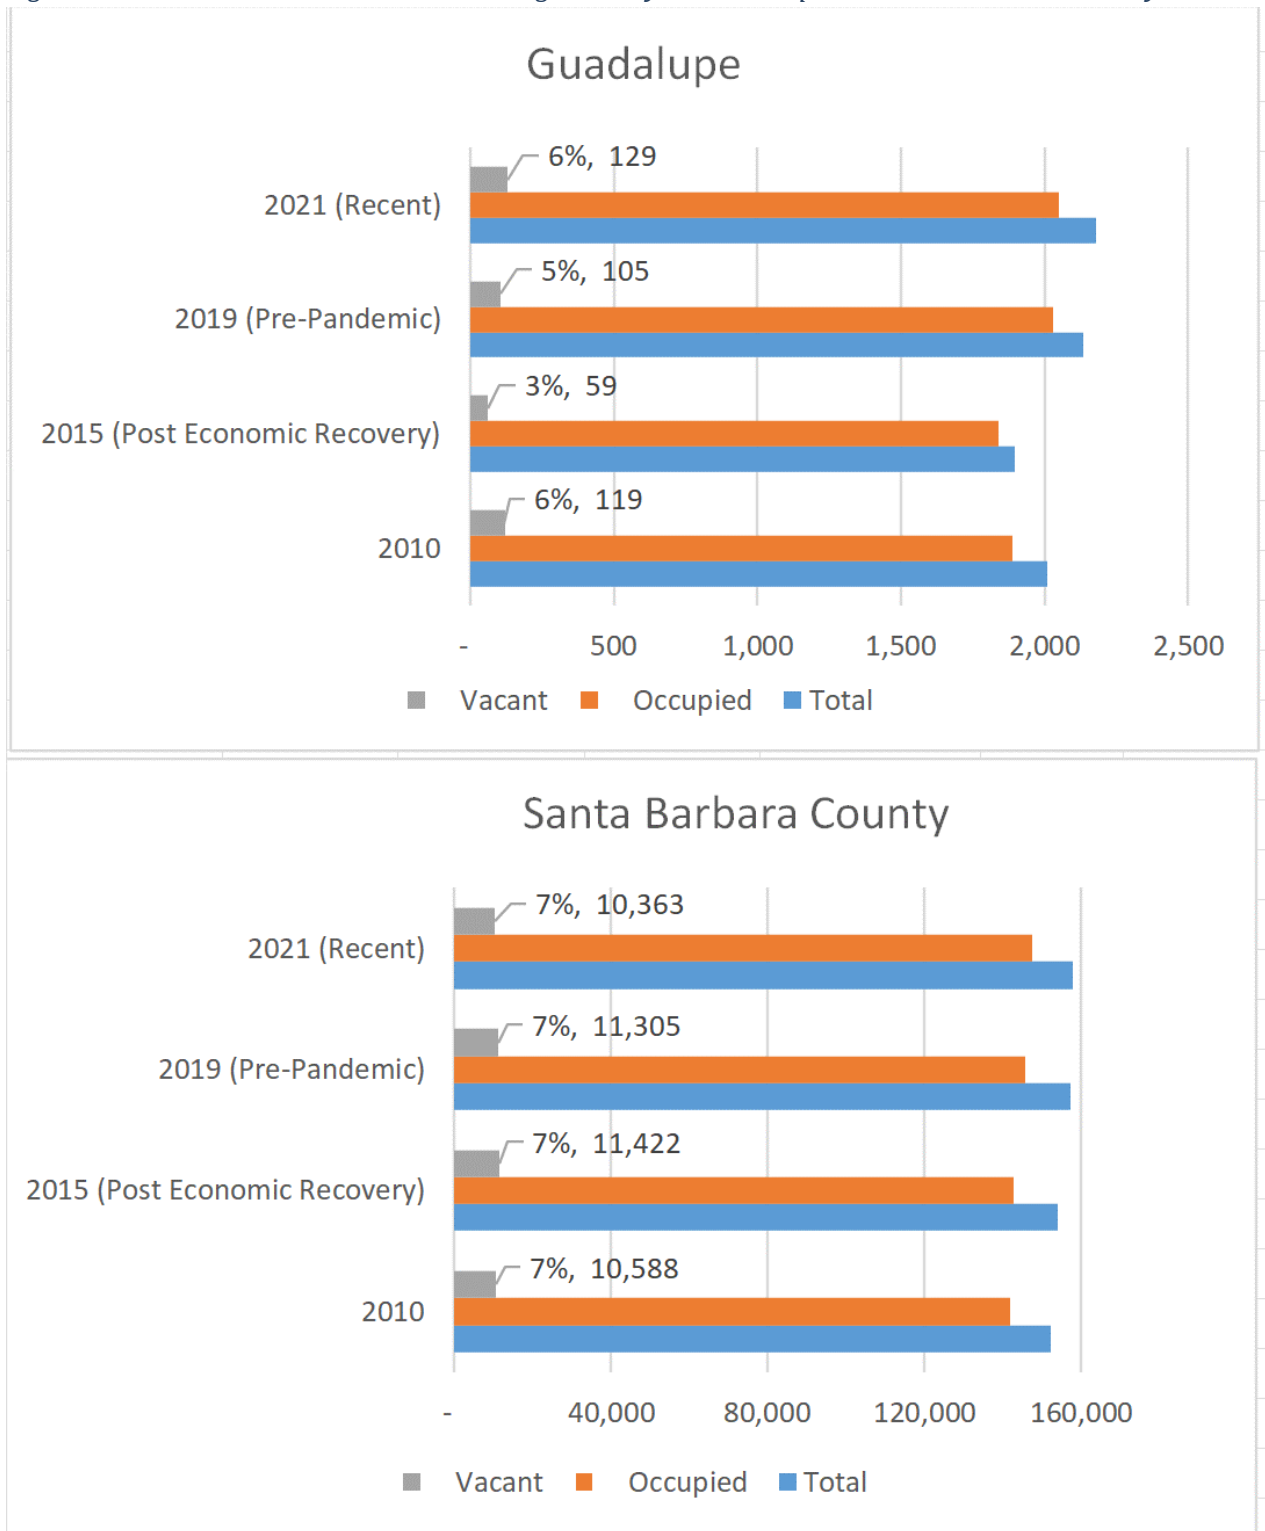 Guadalupe
6%, 129
2021 (Recent)
5%, 105
2019 (Pre-Pandemic)
3%, 59
2015 (Post Economic Recovery)
6%, 119
2010
- 500 1,000 1,500 2,000 2,500
Vacant Occupied Total
Santa Barbara County
7%, 10,363
2021 (Recent)
7%, 11,305
2019 (Pre-Pandemic)
7%, 11,422
2015 (Post Economic Recovery)
7%, 10,588
2010
- 40,000 80,000 120,000 160,000
Vacant Occupied Total